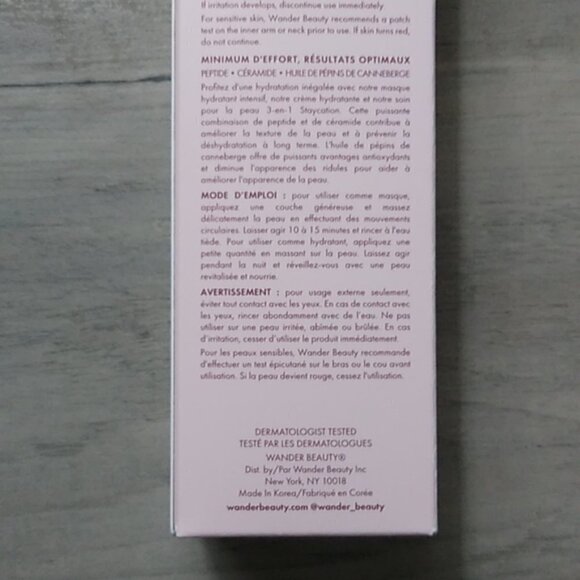 If irritation develops, discontinue use immediately.
For sensitive skin, Wander Beauty recommends a patch
test on the inner arm or neck prior to use. If skin turns red,
do not continue.
MINIMUM D'EFFORT, RÉSULTATS OPTIMAUX
PEPTIDE • CÉRAMIDE • HUILE DE PÉPINS DE CANNEBERGE
Profitez d'une hydratation inégalée avec notre masque
hydratant intensif, notre crème hydratante et notre soin
pour la peau 3-en-1 Staycation. Cette puissante
combinaison de peptide et de céramide contribue à
améliorer la texture de la peau et à prévenir la
déshydratation à long terme. L'huile de pépins de
canneberge offre de puissants avantages antioxydants
et diminue l'apparence des ridules pour aider à
améliorer l'apparence de la peau.
MODE D'EMPLOI : pour utiliser comme masque,
appliquez une couche généreuse et massez
délicatement la peau en effectuant des mouvements
circulaires. Laisser agir 10 à 15 minutes et rincer à l'eau
tiède. Pour utiliser comme hydratant, appliquez une
petite quantité en massant sur la peau. Laissez agir
pendant la nuit et réveillez-vous avec une peau
revitalisée et nourrie.
AVERTISSEMENT : pour usage externe seulement,
éviter tout contact avec les yeux. En cas de contact avec
les yeux, rincer abondamment avec de l'eau. Ne pas
utiliser sur une peau irritée, abîmée ou brûlée. En cas
d'irritation, cesser d'utiliser le produit immédiatement.
Pour les peaux sensibles, Wander Beauty recommande
d'effectuer un test épicutané sur le bras ou le cou avant
utilisation. Si la peau devient rouge, cessez l'utilisation.
DERMATOLOGIST TESTED
TESTÉ PAR LES DERMATOLOGUES
WANDER BEAUTY®
Dist. by/Par Wander Beauty Inc
New York, NY 10018
Made In Korea/Fabriqué en Corée
wanderbeauty.com @wander_beauty